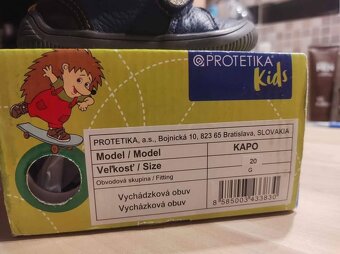 PROTETIKA
Kids
PROTETIKA, a.s., Bojnická 10, 823 65 Bratislava, SLOVAKIA
Model / Model KAPO
Veľkosť / Size 20
Obvodová skupina / Fitting G
Vychádzková obuv
Vycházková obuv
8 585003 433830